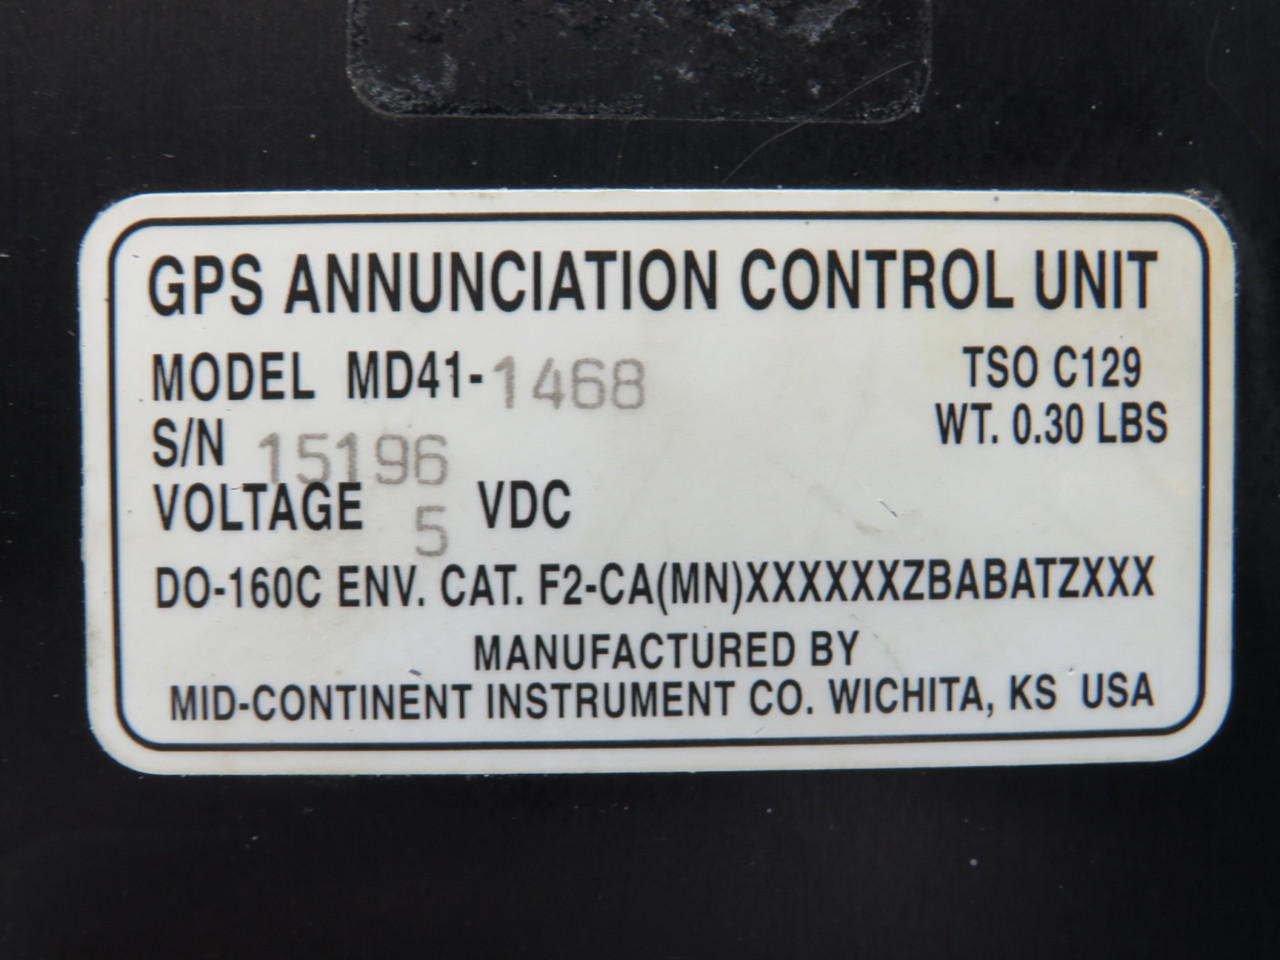 GPS ANNUNCIATION CONTROL UNIT
MODEL MD41-1468
TSO C129
S/N 15196
WT. 0.30 LBS
VOLTAGE 5 VDC
DO-160C ENV. CAT. F2-CA(MN)XXXXXXZBABATZXXX
MANUFACTURED BY
MID-CONTINENT INSTRUMENT CO. WICHITA, KS USA